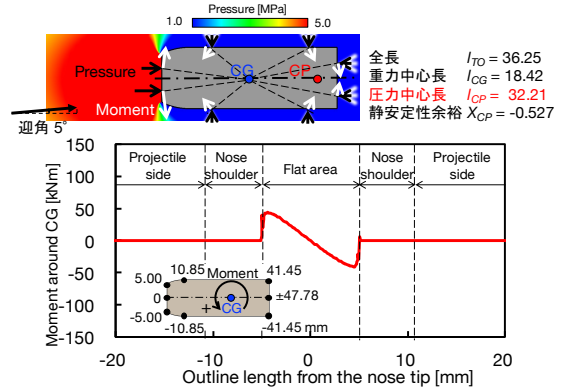 Pressure [MPa]
1.0
5.0
Pressure
CG
CP
Moment
迎角 5°
全長 l_TO = 36.25
重力中心長 l_CG = 18.42
圧力中心長 l_CP = 32.21
静安定性余裕 X_CP = -0.527
Moment around CG [kNm]
150
100
50
0
-50
-100
-150
Projectile side
Nose shoulder
Flat area
Nose shoulder
Projectile side
10.85
Moment
41.45
5.00
0
-5.00
CG
+
±47.78
-10.85
-41.45 mm
-20
-10
0
10
20
Outline length from the nose tip [mm]